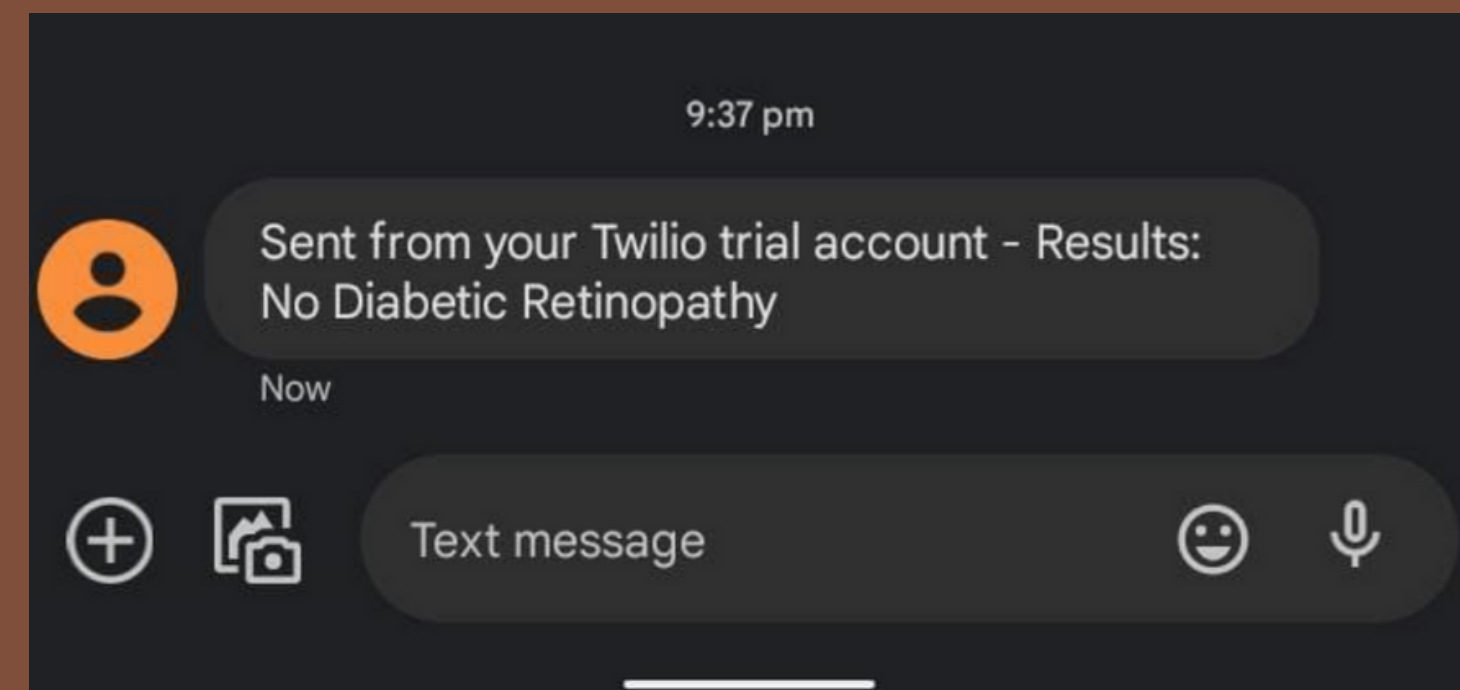 9:37 pm
Sent from your Twilio trial account - Results:
No Diabetic Retinopathy
Now
Text message